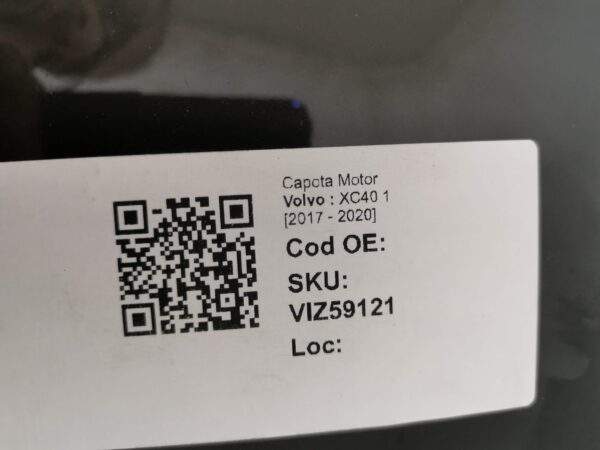 Capota Motor
Volvo : XC40 1
[2017 - 2020]
Cod OE:
SKU:
VIZ59121
Loc: